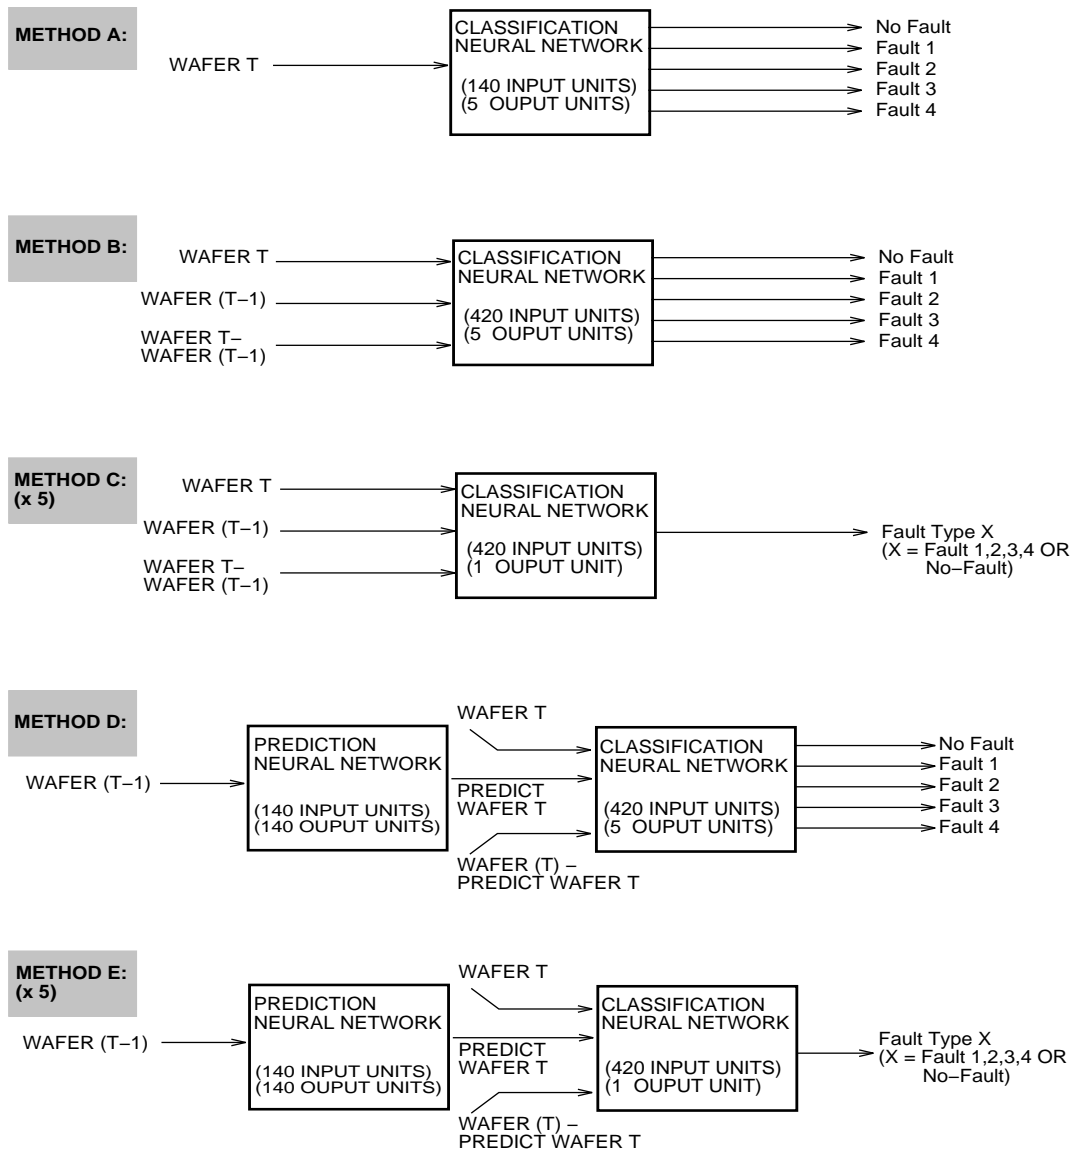 METHOD A:
WAFER T
CLASSIFICATION
NEURAL NETWORK
(140 INPUT UNITS)
(5 OUPUT UNITS)
No Fault
Fault 1
Fault 2
Fault 3
Fault 4
METHOD B:
WAFER T
WAFER (T−1)
WAFER T−
WAFER (T−1)
CLASSIFICATION
NEURAL NETWORK
(420 INPUT UNITS)
(5 OUPUT UNITS)
No Fault
Fault 1
Fault 2
Fault 3
Fault 4
METHOD C:
(x 5)
WAFER T
WAFER (T−1)
WAFER T−
WAFER (T−1)
CLASSIFICATION
NEURAL NETWORK
(420 INPUT UNITS)
(1 OUPUT UNIT)
Fault Type X
(X = Fault 1,2,3,4 OR
No−Fault)
METHOD D:
WAFER (T−1)
PREDICTION
NEURAL NETWORK
(140 INPUT UNITS)
(140 OUPUT UNITS)
WAFER T
PREDICT
WAFER T
WAFER (T) −
PREDICT WAFER T
CLASSIFICATION
NEURAL NETWORK
(420 INPUT UNITS)
(5 OUPUT UNITS)
No Fault
Fault 1
Fault 2
Fault 3
Fault 4
METHOD E:
(x 5)
WAFER (T−1)
PREDICTION
NEURAL NETWORK
(140 INPUT UNITS)
(140 OUPUT UNITS)
WAFER T
PREDICT
WAFER T
WAFER (T) −
PREDICT WAFER T
CLASSIFICATION
NEURAL NETWORK
(420 INPUT UNITS)
(1 OUPUT UNIT)
Fault Type X
(X = Fault 1,2,3,4 OR
No−Fault)